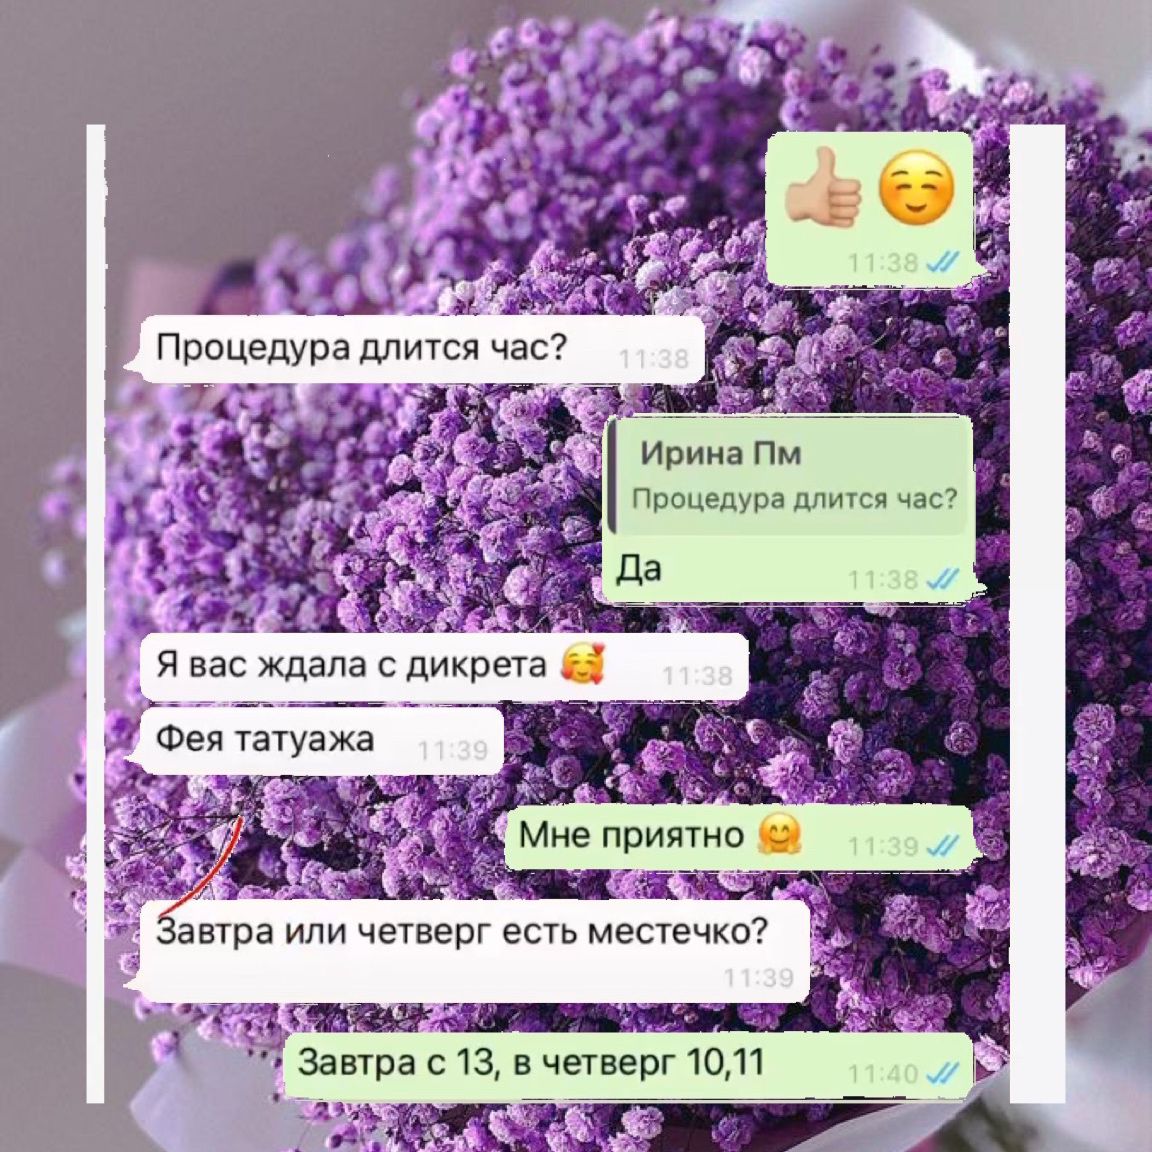 👍🏼☺️
11:38
Процедура длится час? 11:38
Ирина Пм
Процедура длится час?
Да 11:38
Я вас ждала с дикрета 🥰 11:38
Фея татуажа 11:39
Мне приятно 🤗 11:39
Завтра или четверг есть местечко?
11:39
Завтра с 13, в четверг 10,11 11:40